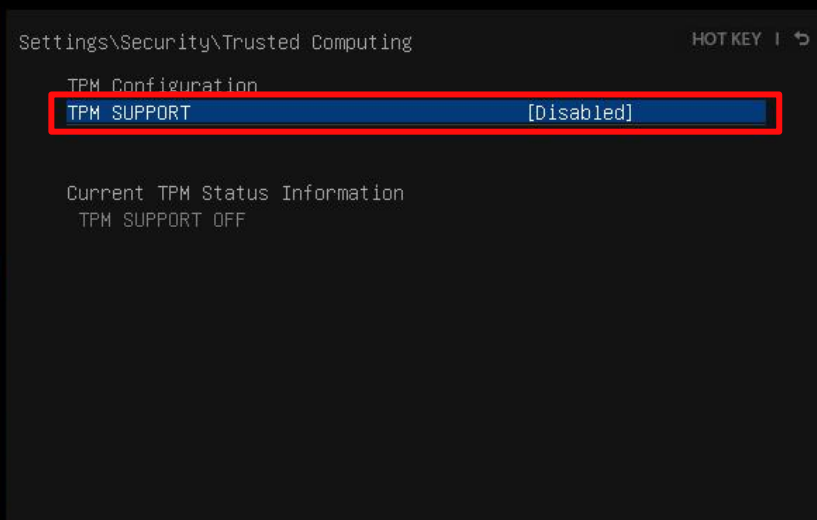 Settings\Security\Trusted Computing
HOT KEY | ↩
TPM Configuration
TPM SUPPORT [Disabled]
Current TPM Status Information
TPM SUPPORT OFF